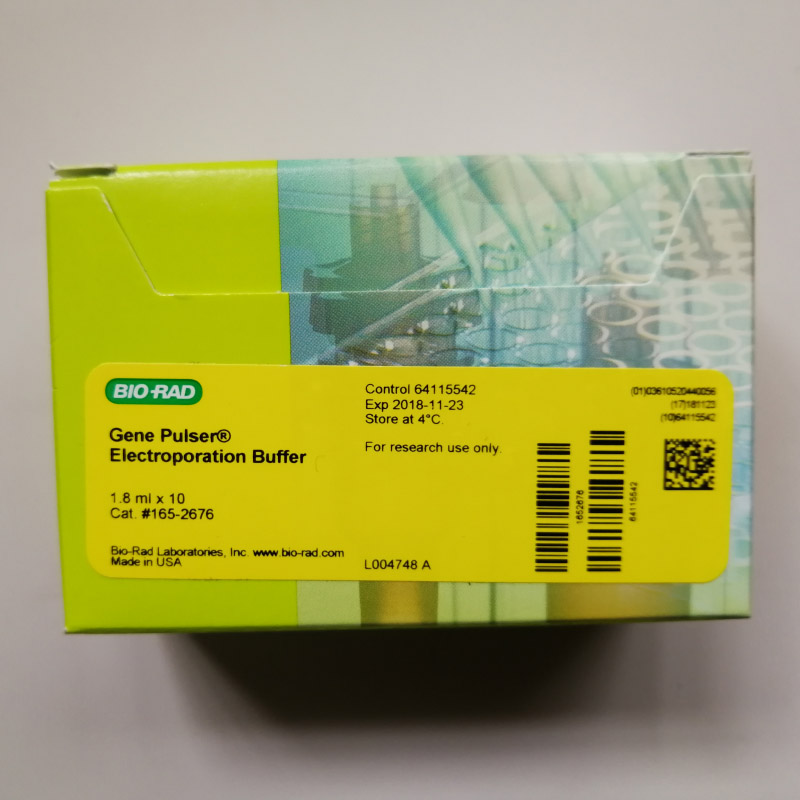 BIO-RAD
Gene Pulser®
Electroporation Buffer
1.8 ml x 10
Cat. #165-2676
Bio-Rad Laboratories, Inc. www.bio-rad.com
Made in USA
Control 64115542
Exp 2018-11-23
Store at 4°C.
For research use only.
L004748 A
(01)03610520440056
(17)181123
(10)64115542
1652676
64115542